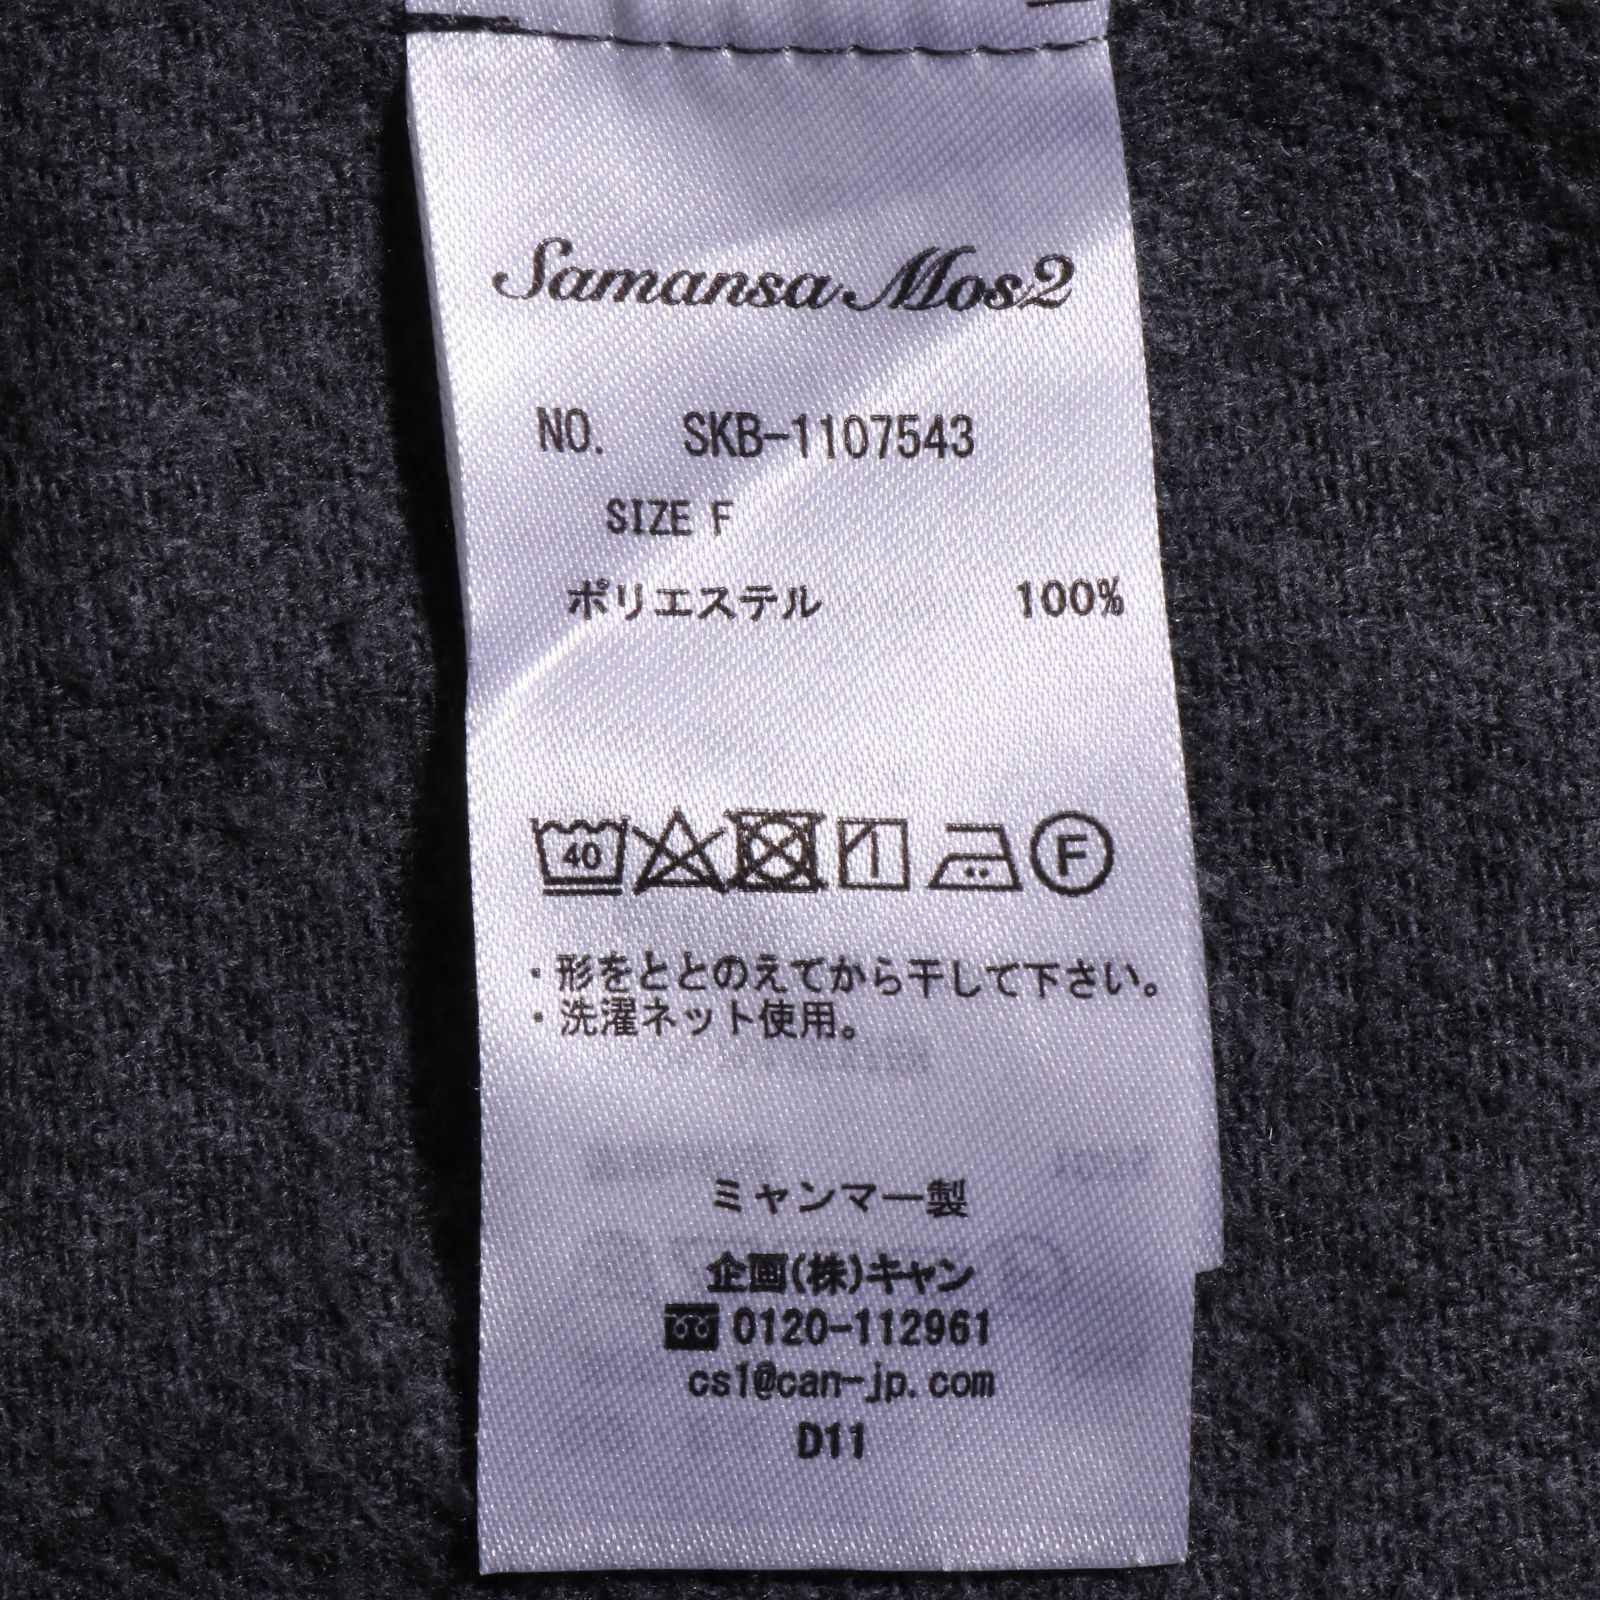 Samansa Mos2
NO. SKB-1107543
SIZE F
ポリエステル 100%
40
F
・形をととのえてから干して下さい。
・洗濯ネット使用。
ミャンマー製
企画(株)キャン
0120-112961
cs1@can-jp.com
D11